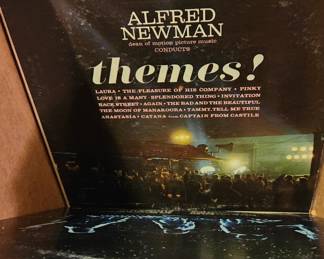 ALFRED
NEWMAN
dean of motion picture music
CONDUCTS
themes!
LAURA • THE PLEASURE OF HIS COMPANY • PINKY
LOVE IS A MANY-SPLENDORED THING • INVITATION
BACK STREET • AGAIN • THE BAD AND THE BEAUTIFUL
THE MOON OF MANAKOORA • TAMMY, TELL ME TRUE
ANASTASIA • CATANA from CAPTAIN FROM CASTILE